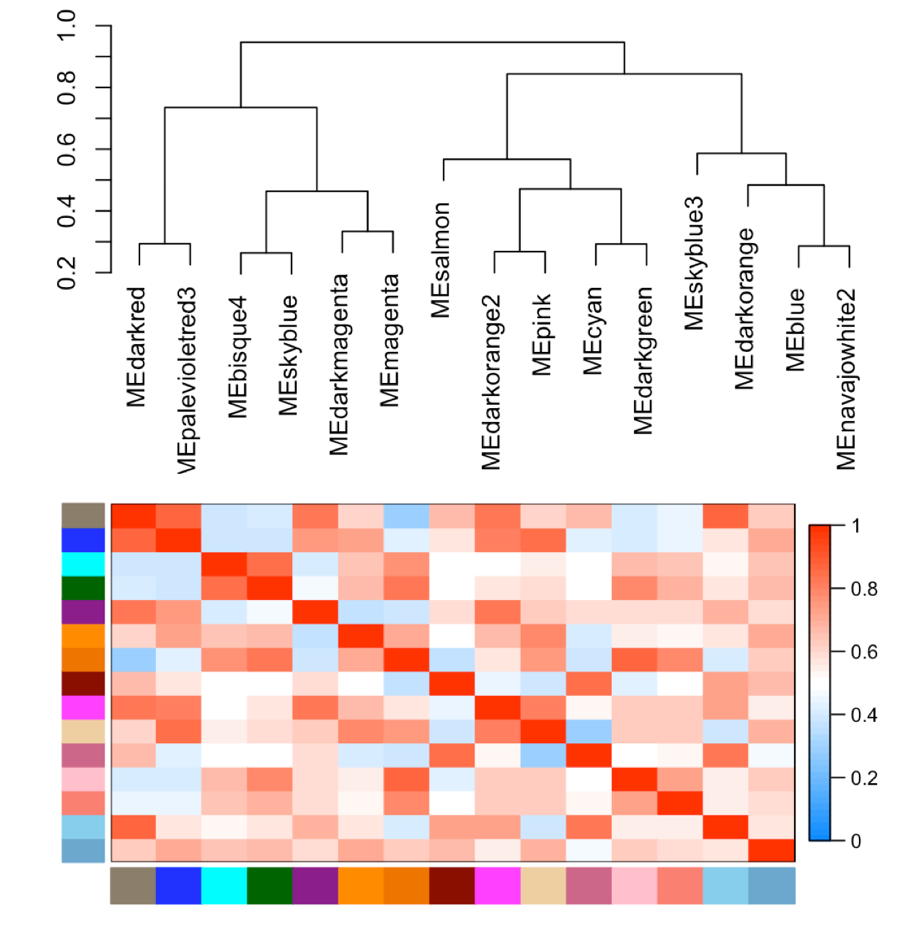 1.0
0.8
0.6
0.4
0.2
MEdarkred
MEpalevioletred3
MEbisque4
MEskyblue
MEdarkmagenta
MEmagenta
MEsalmon
MEdarkorange2
MEpink
MEcyan
MEdarkgreen
MEskyblue3
MEdarkorange
MEblue
MEnavajowhite2
1
0.8
0.6
0.4
0.2
0